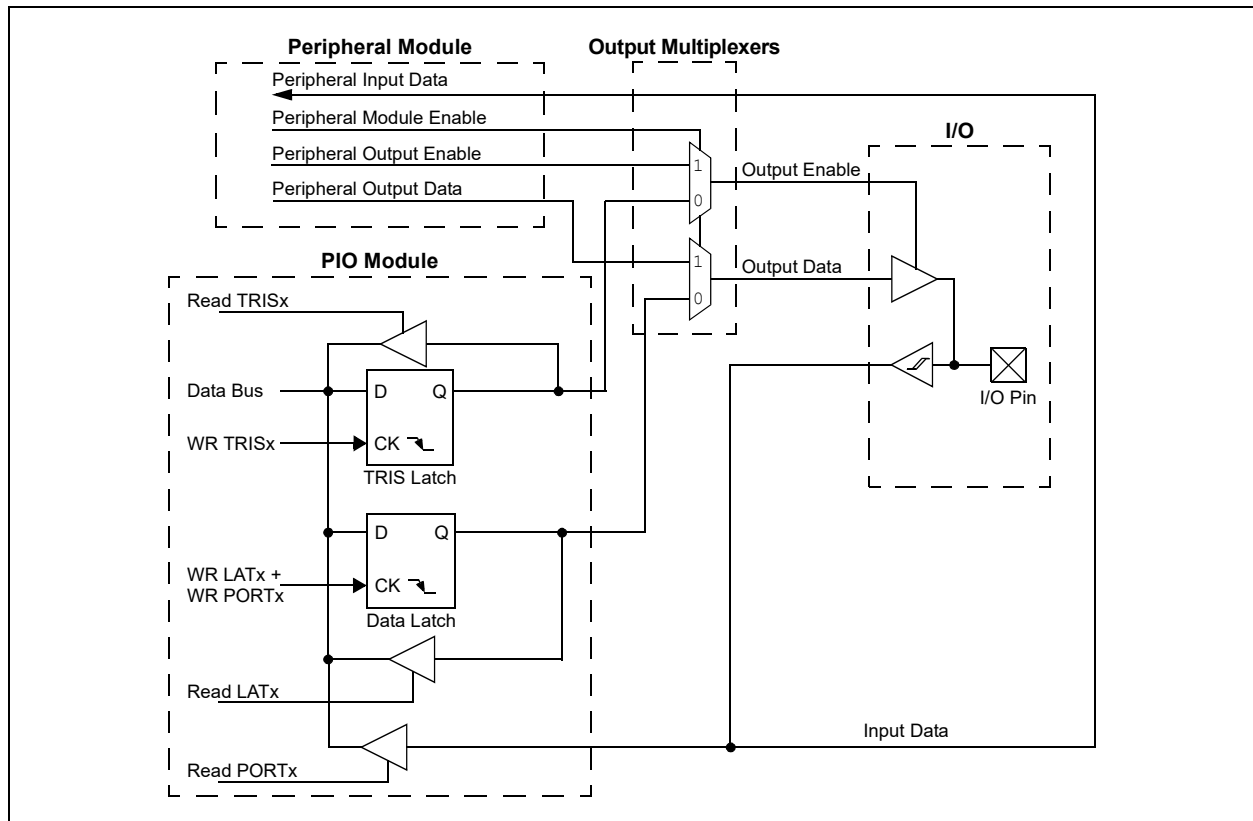 Peripheral Module
Output Multiplexers
Peripheral Input Data
Peripheral Module Enable
I/O
Peripheral Output Enable
1
Output Enable
Peripheral Output Data
0
PIO Module
1
Output Data
Read TRISx
0
Data Bus
D
Q
I/O Pin
WR TRISx
CK
TRIS Latch
D
Q
WR LATx +
WR PORTx
CK
Data Latch
Read LATx
Input Data
Read PORTx